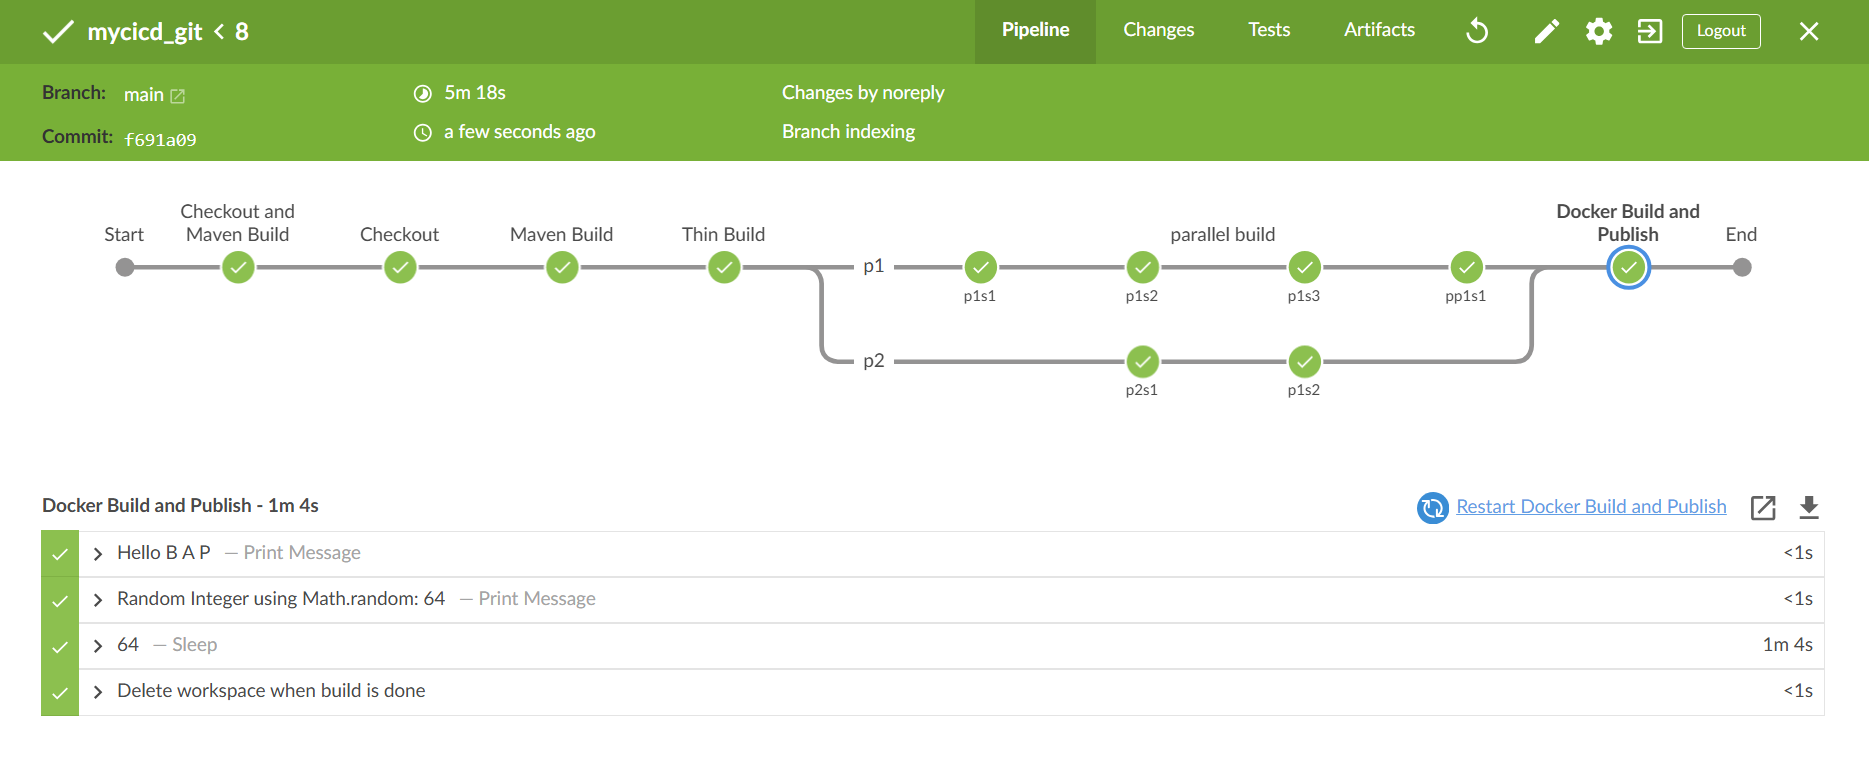 mycicd_git < 8
Pipeline
Changes
Tests
Artifacts
Logout
Branch: main
5m 18s
Changes by noreply
Commit: f691a09
a few seconds ago
Branch indexing
Start
Checkout and
Maven Build
Checkout
Maven Build
Thin Build
parallel build
Docker Build and
Publish
End
p1
p1s1
p1s2
p1s3
pp1s1
p2
p2s1
p1s2
Docker Build and Publish - 1m 4s
Restart Docker Build and Publish
Hello B A P — Print Message
<1s
Random Integer using Math.random: 64 — Print Message
<1s
64 — Sleep
1m 4s
Delete workspace when build is done
<1s